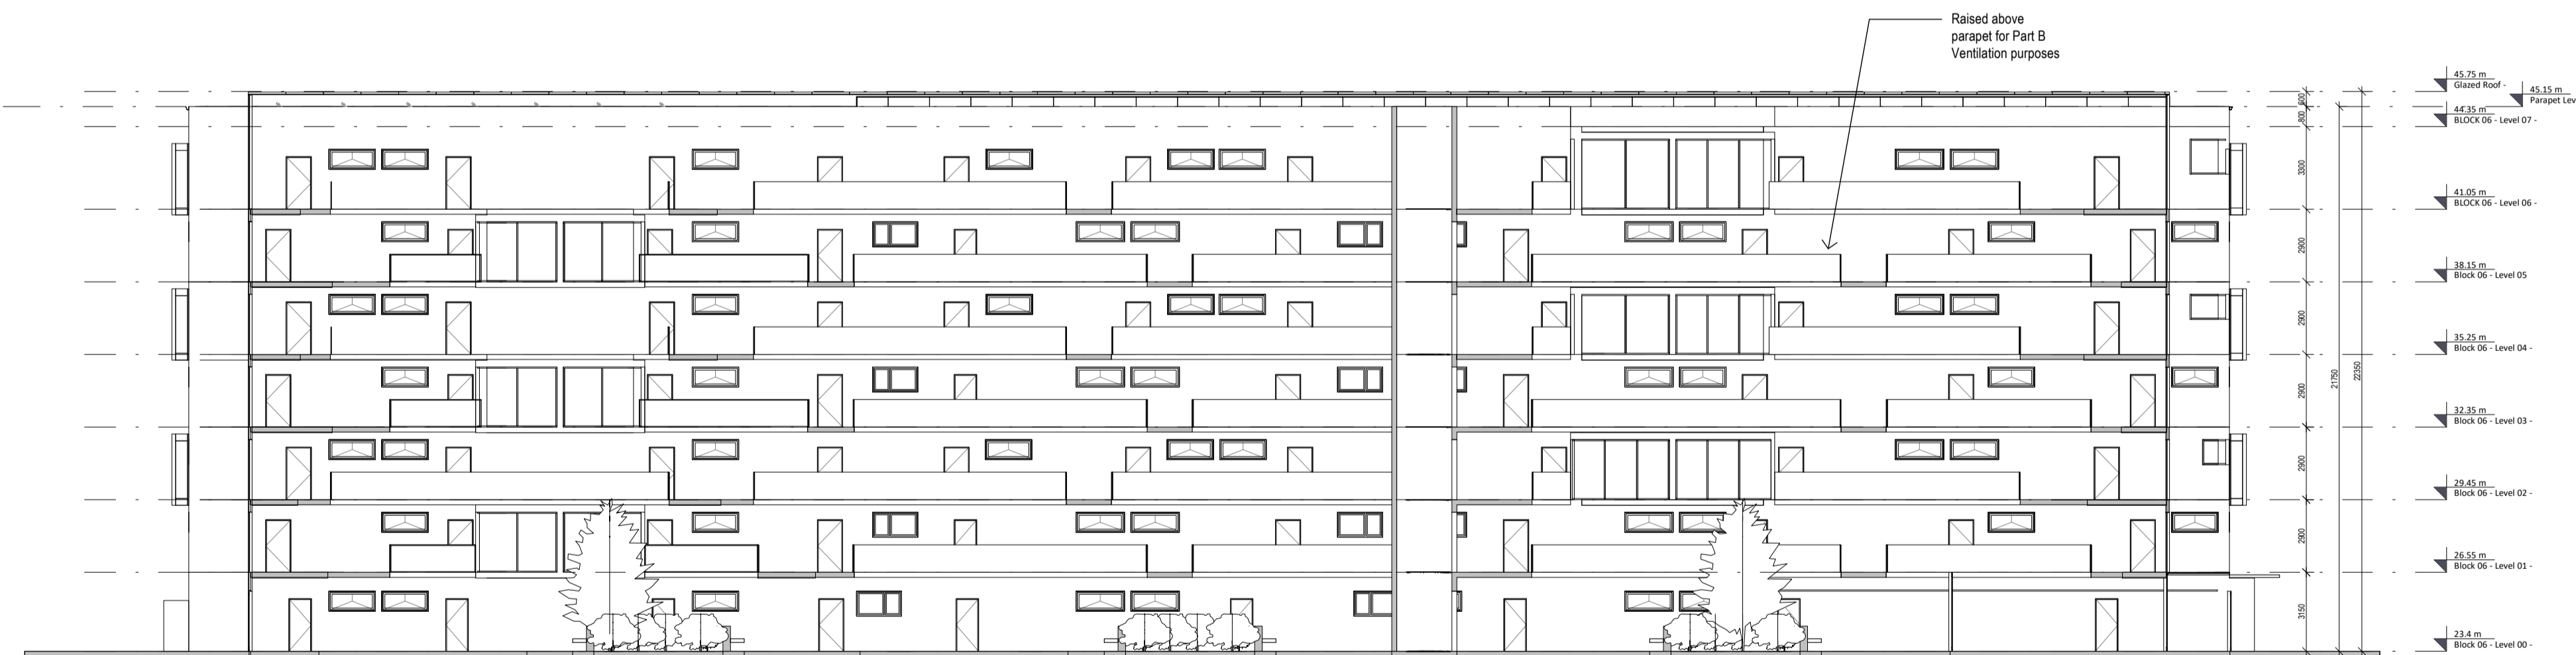 Raised above
parapet for Part B
Ventilation purposes
45.75 m
Glazed Roof -
45.15 m
Parapet Lev
44.35 m
BLOCK 06 - Level 07 -
41.05 m
BLOCK 06 - Level 06 -
38.15 m
Block 06 - Level 05
35.25 m
Block 06 - Level 04 -
32.35 m
Block 06 - Level 03 -
29.45 m
Block 06 - Level 02 -
26.55 m
Block 06 - Level 01 -
23.4 m
Block 06 - Level 00 -
600
800
3300
2900
2900
2900
2900
2900
3150
21750
22350